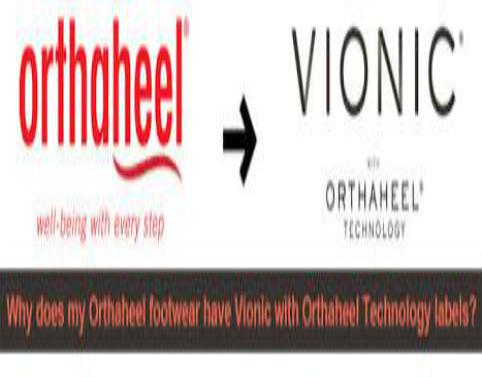 orthaheel®
well-being with every step
VIONIC®
WITH
ORTHAHEEL®
TECHNOLOGY
Why does my Orthaheel footwear have Vionic with Orthaheel Technology labels?